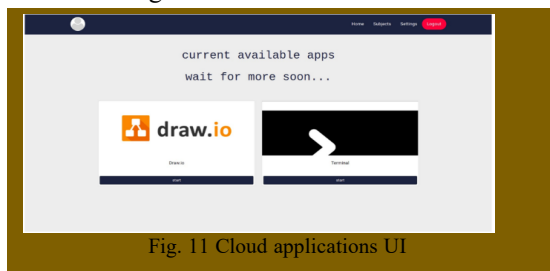 Home Subjects Settings Logout
current available apps
wait for more soon...
draw.io
Draw.io Terminal
start start
Fig. 11 Cloud applications UI